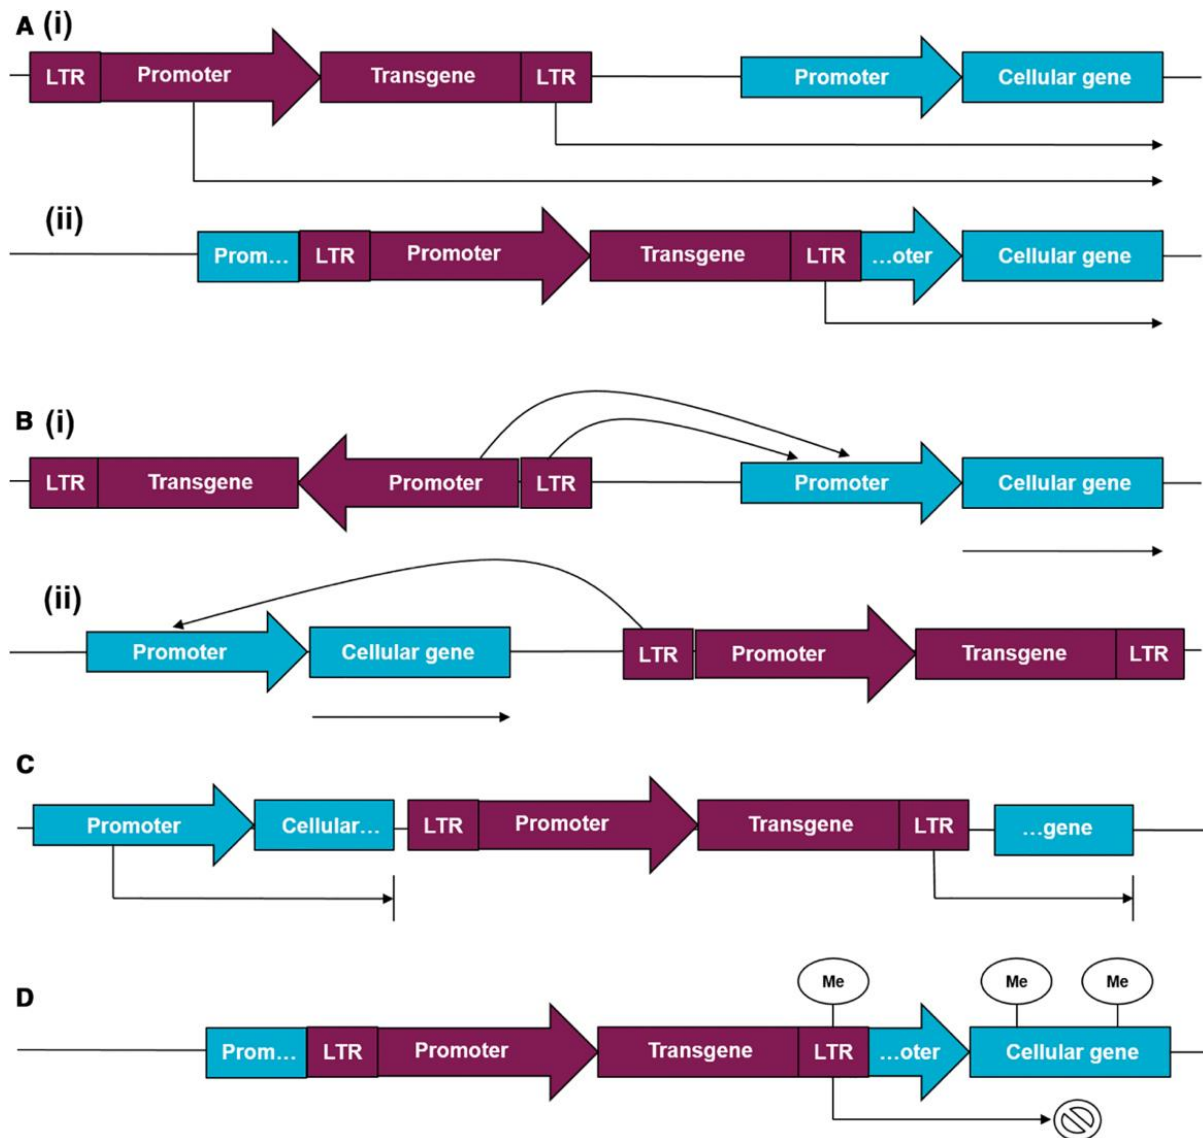 A (i)
LTR Promoter Transgene LTR Promoter Cellular gene
(ii)
Prom... LTR Promoter Transgene LTR ...oter Cellular gene
B (i)
LTR Transgene Promoter LTR Promoter Cellular gene
(ii)
Promoter Cellular gene LTR Promoter Transgene LTR
C
Promoter Cellular... LTR Promoter Transgene LTR ...gene
Me Me Me
D
Prom... LTR Promoter Transgene LTR ...oter Cellular gene